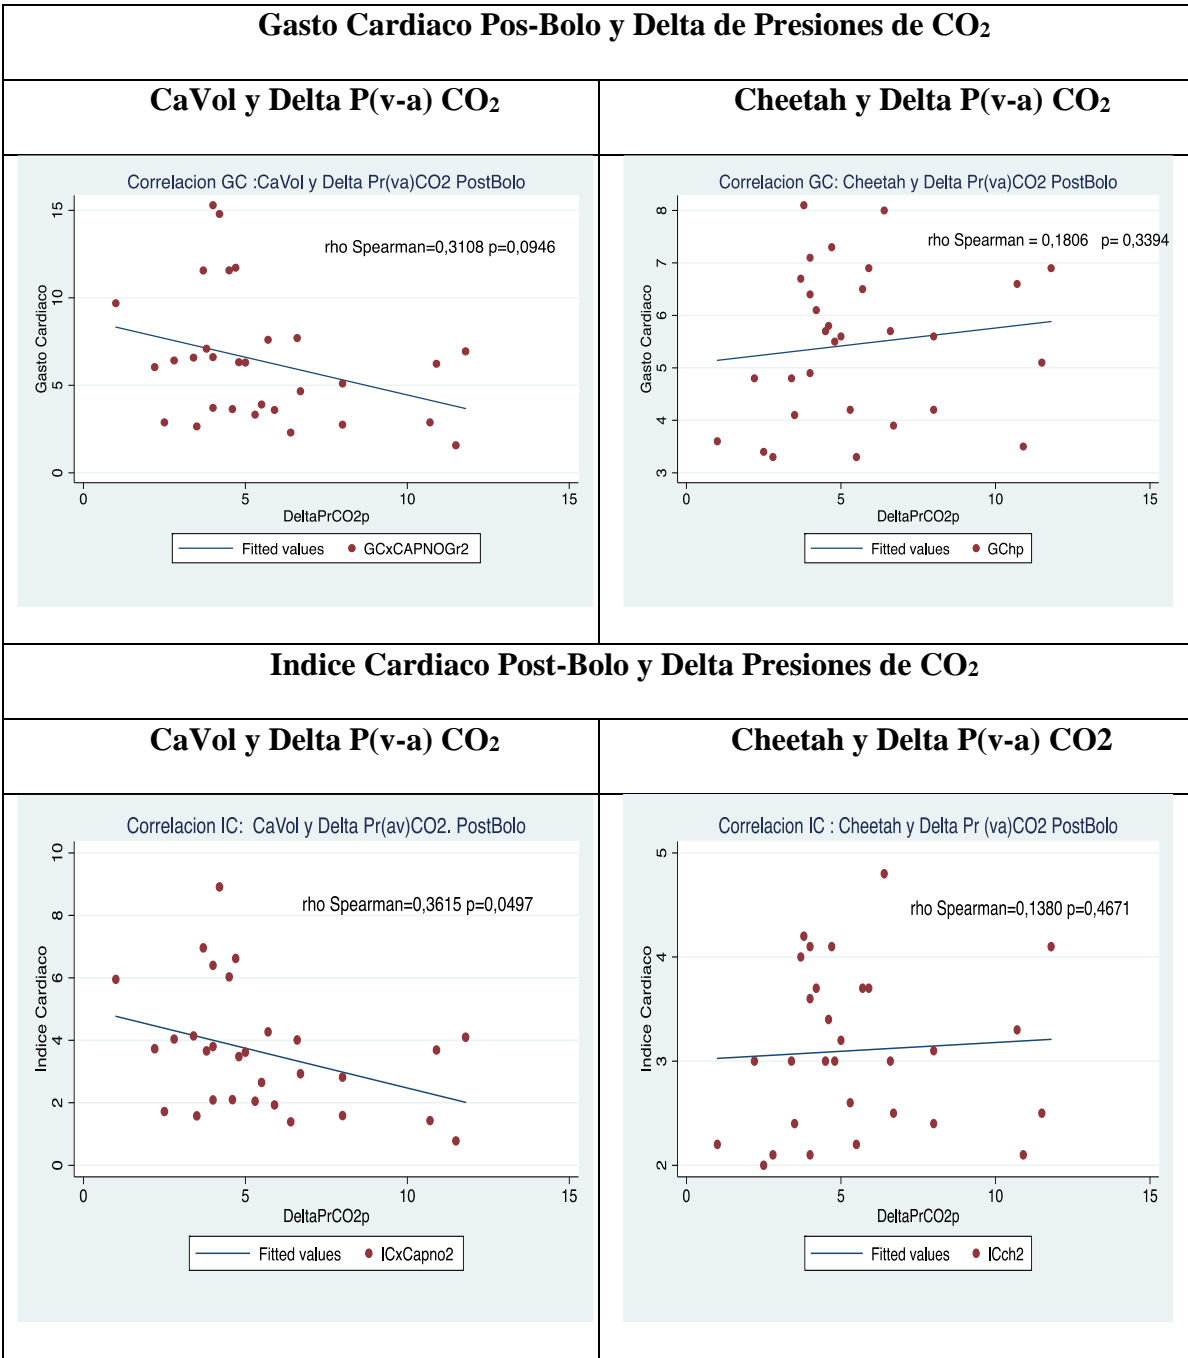 Gasto Cardiaco Pos-Bolo y Delta de Presiones de CO₂
CaVol y Delta P(v-a) CO₂
Cheetah y Delta P(v-a) CO₂
Correlacion GC :CaVol y Delta Pr(va)CO2 PostBolo
rho Spearman=0,3108 p=0,0946
Gasto Cardiaco
15
10
5
0
0 5 10 15
DeltaPrCO2p
Fitted values GCxCAPNOGr2
Correlacion GC: Cheetah y Delta Pr(va)CO2 PostBolo
rho Spearman = 0,1806 p= 0,3394
Gasto Cardiaco
8
7
6
5
4
3
0 5 10 15
DeltaPrCO2p
Fitted values GChp
Indice Cardiaco Post-Bolo y Delta Presiones de CO₂
CaVol y Delta P(v-a) CO₂
Cheetah y Delta P(v-a) CO2
Correlacion IC: CaVol y Delta Pr(av)CO2. PostBolo
rho Spearman=0,3615 p=0,0497
Indice Cardiaco
10
8
6
4
2
0
0 5 10 15
DeltaPrCO2p
Fitted values ICxCapno2
Correlacion IC : Cheetah y Delta Pr (va)CO2 PostBolo
rho Spearman=0,1380 p=0,4671
Indice Cardiaco
5
4
3
2
0 5 10 15
DeltaPrCO2p
Fitted values ICch2